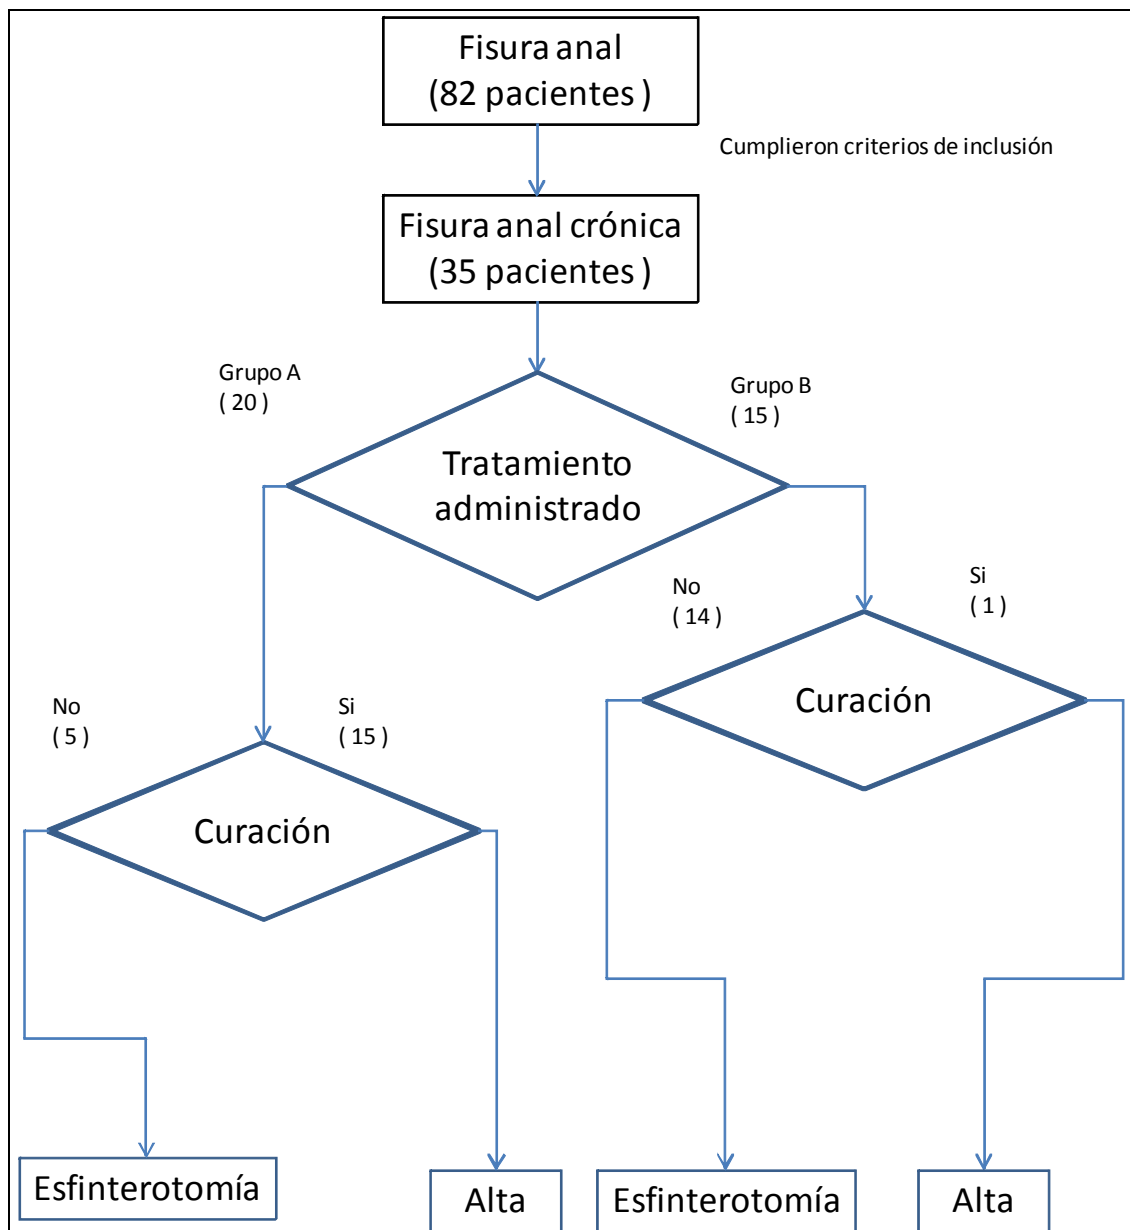 Fisura anal
(82 pacientes )
Cumplieron criterios de inclusión
Fisura anal crónica
(35 pacientes )
Grupo A
( 20 )
Grupo B
( 15 )
Tratamiento
administrado
No
( 14 )
Si
( 1 )
Curación
No
( 5 )
Si
( 15 )
Curación
Esfinterotomía
Alta
Esfinterotomía
Alta